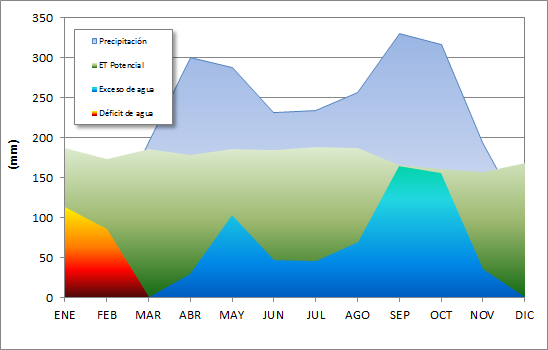 350
300
250
200
150
100
50
0
(mm)
Precipitación
ET Potencial
Exceso de agua
Déficit de agua
ENE FEB MAR ABR MAY JUN JUL AGO SEP OCT NOV DIC